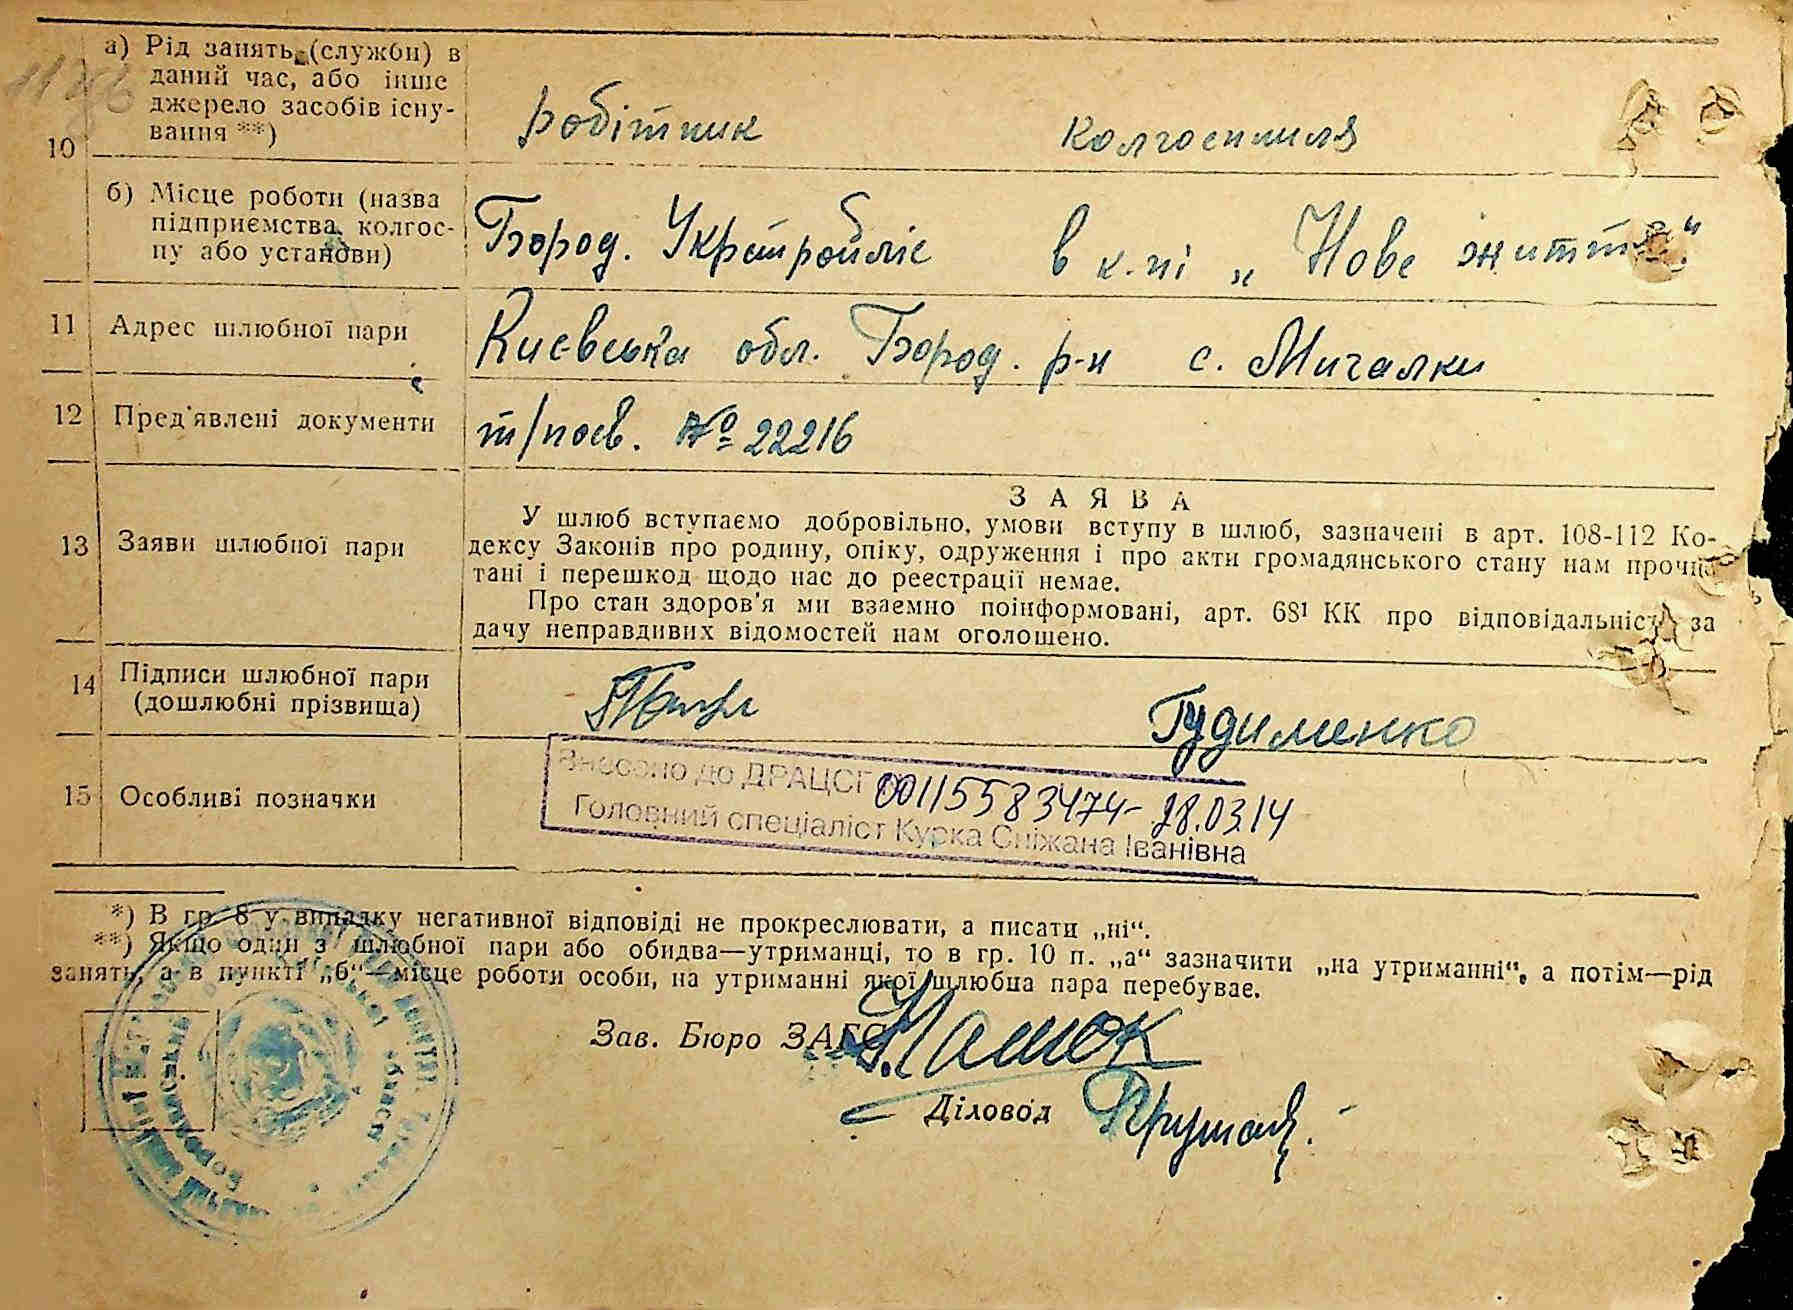 10
а) Рід занять (служби) в
даний час, або інше
джерело засобів існу-
вання **)
робітник колгоспниця
б) Місце роботи (назва
підприємства, колгос-
пу або установи)
Бород. Укрітройліс в к-пі „Нове життя"
11 Адрес шлюбної пари
Києвська обл. Бород. р-н с. Мигалки
12 Пред'явлені документи
т/посв. № 22216
13 Заяви шлюбної пари
ЗАЯВА
У шлюб вступаємо добровільно, умови вступу в шлюб, зазначені в арт. 108-112 Ко-
дексу Законів про родину, опіку, одруження і про акти громадянського стану нам прочи-
тані і перешкод щодо нас до реєстрації немає.
Про стан здоров'я ми взаємно поінформовані, арт. 68¹ КК про відповідальність за
дачу неправдивих відомостей нам оголошено.
14 Підписи шлюбної пари
(дошлюбні прізвища)
Гудименко
15 Особливі позначки
Внесено до ДРАЦСГ 00115583474- 28.03.14
Головний спеціаліст Курка Сніжана Іванівна
*) В гр. 8 у випадку негативної відповіді не прокреслювати, а писати „ні“.
**) Якщо один з шлюбної пари або обидва—утриманці, то в гр. 10 п. „а“ зазначити „на утриманні“, а потім—рід
занять, а в пункті „б“—місце роботи особи, на утриманні якої шлюбна пара перебуває.
Зав. Бюро ЗАГС
Діловод